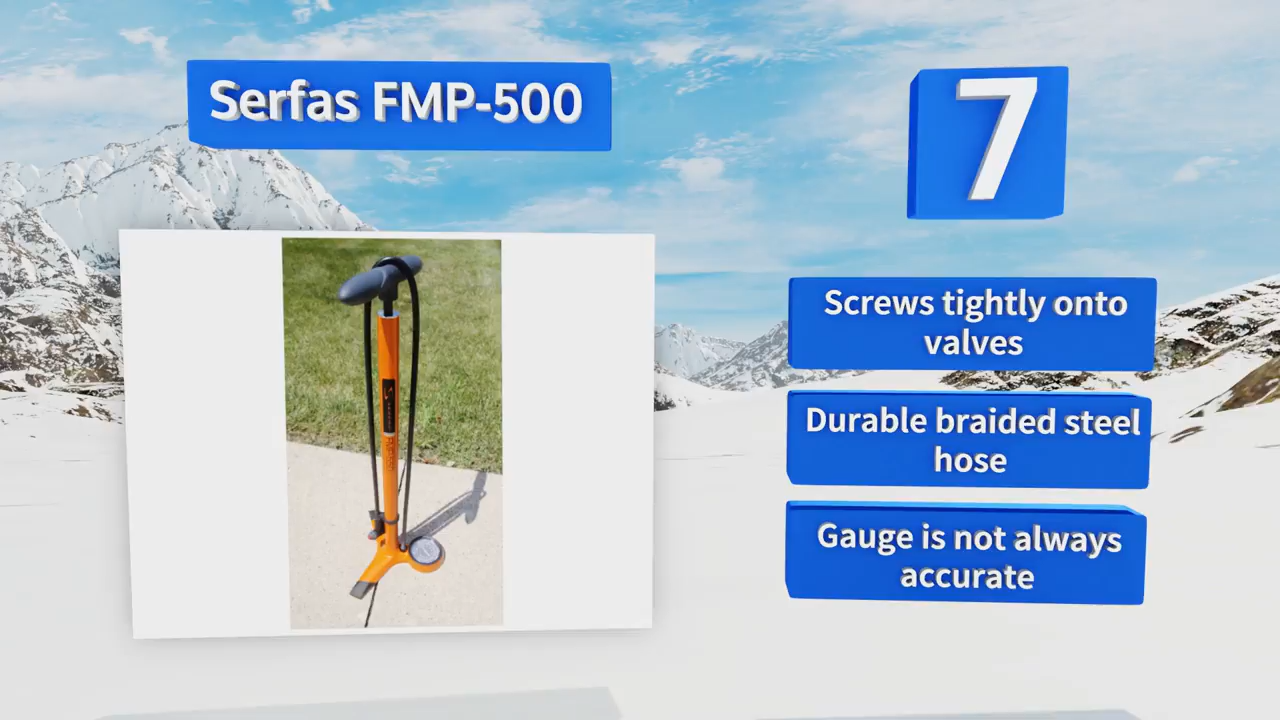 Serfas FMP-500
7
Screws tightly onto
valves
Durable braided steel
hose
Gauge is not always
accurate